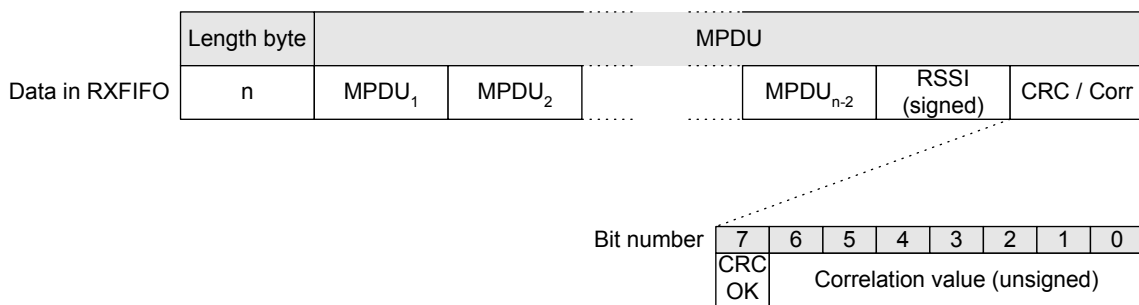 Length byte MPDU
Data in RXFIFO n MPDU1 MPDU2 MPDUn-2 RSSI (signed) CRC / Corr
Bit number 7 6 5 4 3 2 1 0
CRC OK Correlation value (unsigned)